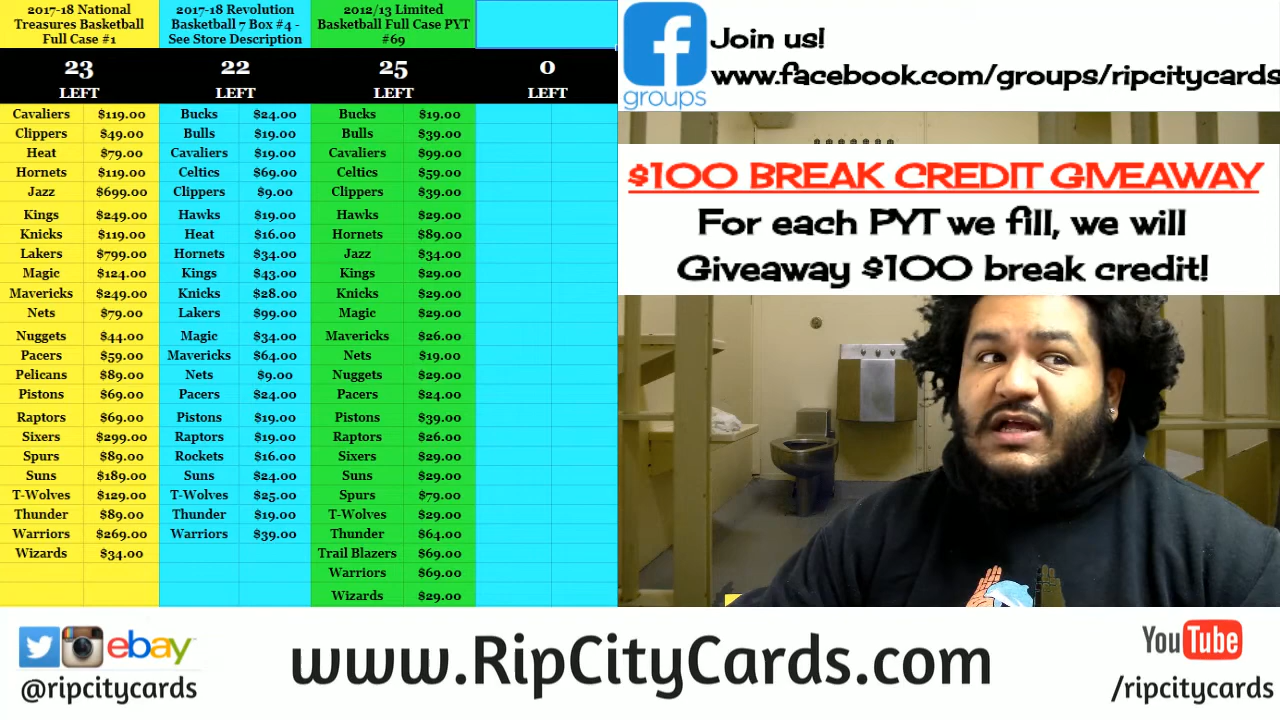 2017-18 National
Treasures Basketball
Full Case #1
23
LEFT
Cavaliers $119.00
Clippers $49.00
Heat $79.00
Hornets $119.00
Jazz $699.00
Kings $249.00
Knicks $119.00
Lakers $799.00
Magic $124.00
Mavericks $249.00
Nets $79.00
Nuggets $44.00
Pacers $59.00
Pelicans $89.00
Pistons $69.00
Raptors $69.00
Sixers $299.00
Spurs $89.00
Suns $189.00
T-Wolves $129.00
Thunder $89.00
Warriors $269.00
Wizards $34.00
2017-18 Revolution
Basketball 7 Box #4 -
See Store Description
22
LEFT
Bucks $24.00
Bulls $19.00
Cavaliers $19.00
Celtics $69.00
Clippers $9.00
Hawks $19.00
Heat $16.00
Hornets $34.00
Kings $43.00
Knicks $28.00
Lakers $99.00
Magic $34.00
Mavericks $64.00
Nets $9.00
Pacers $24.00
Pistons $19.00
Raptors $19.00
Rockets $16.00
Suns $24.00
T-Wolves $25.00
Thunder $19.00
Warriors $39.00
2012/13 Limited
Basketball Full Case PYT
#69
25
LEFT
Bucks $19.00
Bulls $39.00
Cavaliers $99.00
Celtics $59.00
Clippers $39.00
Hawks $29.00
Hornets $89.00
Jazz $34.00
Kings $29.00
Knicks $29.00
Magic $29.00
Mavericks $26.00
Nets $19.00
Nuggets $29.00
Pacers $24.00
Pistons $39.00
Raptors $26.00
Sixers $29.00
Suns $29.00
Spurs $79.00
T-Wolves $29.00
Thunder $64.00
Trail Blazers $69.00
Warriors $69.00
Wizards $29.00
0
LEFT
f
groups
Join us!
www.facebook.com/groups/ripcitycards
$100 BREAK CREDIT GIVEAWAY
For each PYT we fill, we will
Giveaway $100 break credit!
ebay
@ripcitycards
www.RipCityCards.com
YouTube
/ripcitycards